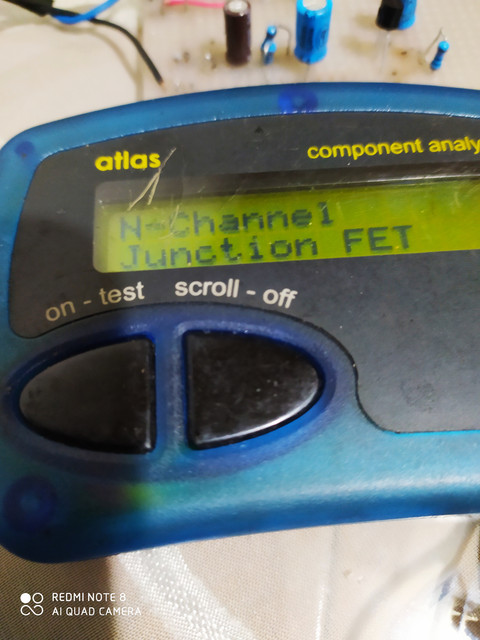 atlas
component analy
N-Channel
Junction FET
on - test
scroll - off
REDMI NOTE 8
AI QUAD CAMERA